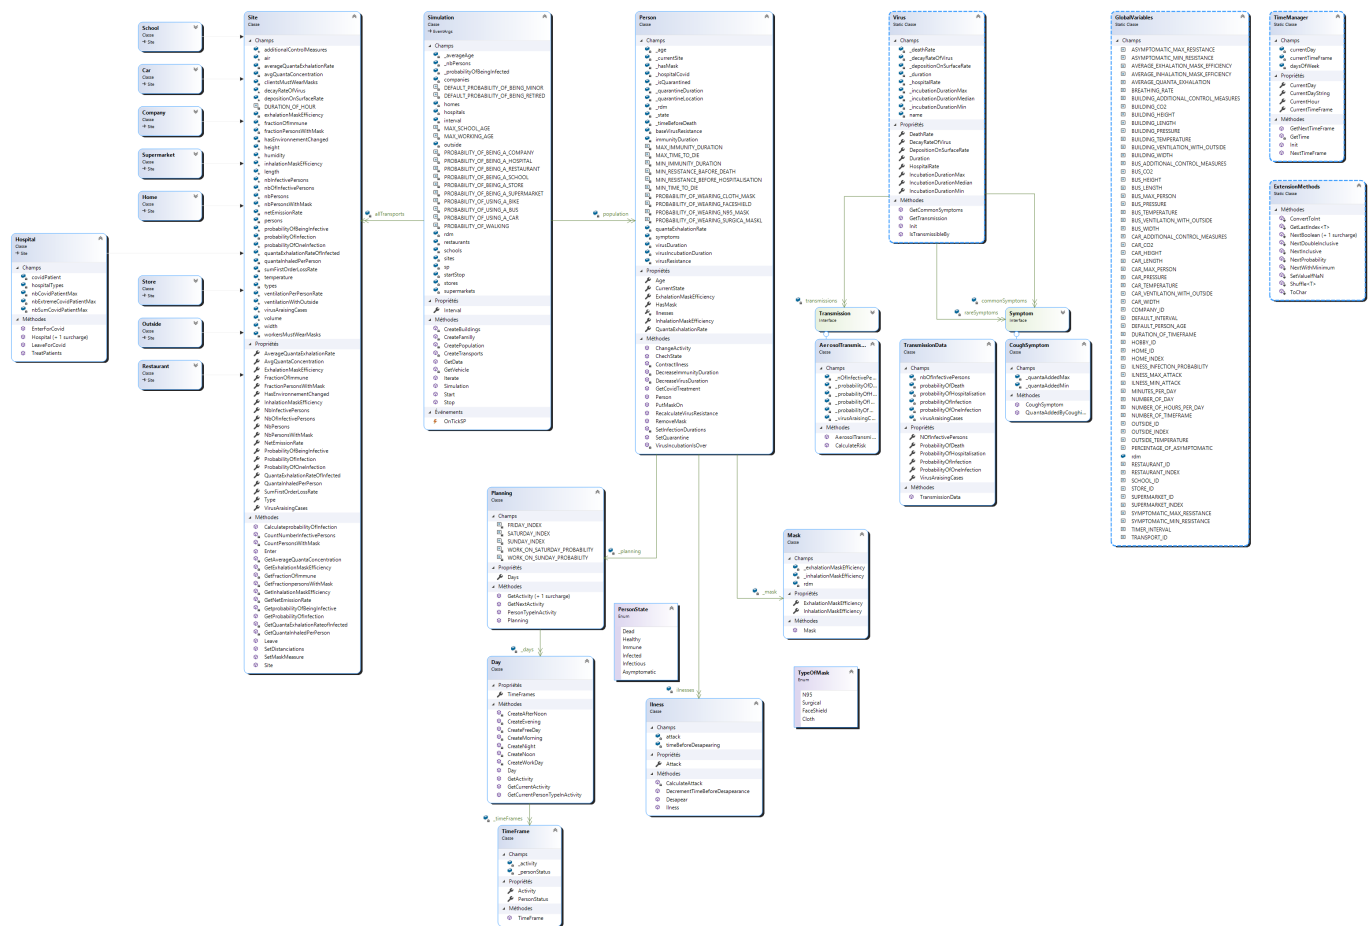 School
Classe
→ Site
Car
Classe
→ Site
Company
Classe
→ Site
Supermarket
Classe
→ Site
Home
Classe
→ Site
Hospital
Classe
→ Site
Champs
covidPatient
hospitalTypes
nbCovidPatientMax
nbExtremeCovidPatientMax
nbSumCovidPatientMax
Méthodes
EnterForCovid
Hospital (+ 1 surcharge)
LeaveForCovid
TreatPatients
Store
Classe
→ Site
Outside
Classe
→ Site
Restaurant
Classe
→ Site
Site
Classe
Champs
additionalControlMeasures
air
averageQuantaExhalationRate
avgQuantaConcentration
clientsMustWearMasks
decayRateOfVirus
depositionOnSurfaceRate
DURATION_OF_HOUR
exhalationMaskEfficiency
fractionOfImmune
fractionPersonsWithMask
hasEnvironnementChanged
height
humidity
inhalationMaskEfficiency
length
nbInfectivePersons
nbOfInfectivePersons
nbPersons
nbPersonsWithMask
netEmissionRate
persons
probabilityOfBeingInfective
probabilityOfInfection
probabilityOfOneInfection
quantaExhalationRateOfInfected
quantaInhaledPerPerson
sumFirstOrderLossRate
temperature
types
ventilationPerPersonRate
ventilationWithOutside
virusAraisingCases
volume
width
workersMustWearMasks
Propriétés
AverageQuantaExhalationRate
AvgQuantaConcentration
ExhalationMaskEfficiency
FractionOfImmune
FractionPersonsWithMask
HasEnvironnementChanged
InhalationMaskEfficiency
NbInfectivePersons
NbOfInfectivePersons
NbPersons
NbPersonsWithMask
NetEmissionRate
ProbabilityOfBeingInfective
ProbabilityOfInfection
ProbabilityOfOneInfection
QuantaExhalationRateOfInfected
QuantaInhaledPerPerson
SumFirstOrderLossRate
Type
VirusAraisingCases
Méthodes
CalculateprobabilityOfInfection
CountNumberInfectivePersons
CountPersonsWithMask
Enter
GetAverageQuantaConcentration
GetExhalationMaskEfficiency
GetFractionOfImmune
GetFractionpersonsWithMask
GetInhalationMaskEfficiency
GetNetEmissionRate
GetprobabilityOfBeingInfective
GetProbabilityOfInfection
GetQuantaExhalationRateofInfected
GetQuantaInhaledPerPerson
Leave
SetDistanciations
SetMaskMeasure
Site
allTransports
Simulation
Classe
→ EventArgs
Champs
_averageAge
_nbPersons
_probabilityOfBeingInfected
companies
DEFAULT_PROBABILITY_OF_BEING_MINOR
DEFAULT_PROBABILITY_OF_BEING_RETIRED
homes
hospitals
interval
MAX_SCHOOL_AGE
MAX_WORKING_AGE
outside
PROBABILITY_OF_BEING_A_COMPANY
PROBABILITY_OF_BEING_A_HOSPITAL
PROBABILITY_OF_BEING_A_RESTAURANT
PROBABILITY_OF_BEING_A_SCHOOL
PROBABILITY_OF_BEING_A_STORE
PROBABILITY_OF_BEING_A_SUPERMARKET
PROBABILITY_OF_USING_A_BIKE
PROBABILITY_OF_USING_A_BUS
PROBABILITY_OF_USING_A_CAR
PROBABILITY_OF_WALKING
rdm
restaurants
schools
sites
sp
startStop
stores
supermarkets
Propriétés
Interval
Méthodes
CreateBuildings
CreateFamilly
CreatePopulation
CreateTransports
GetData
GetVehicle
Iterate
Simulation
Start
Stop
Événements
OnTickSP
population
Person
Classe
Champs
_age
_currentSite
_hasMask
_hospitalCovid
_isQuarantined
_quarantineDuration
_quarantineLocation
_rdm
_state
_timeBeforeDeath
baseVirusResistance
immunityDuration
MAX_IMMUNITY_DURATION
MAX_TIME_TO_DIE
MIN_IMMUNITY_DURATION
MIN_RESISTANCE_BAFORE_DEATH
MIN_RESISTANCE_BEFORE_HOSPITALISATION
MIN_TIME_TO_DIE
PROBABILITY_OF_WEARING_CLOTH_MASK
PROBABILITY_OF_WEARING_FACESHIELD
PROBABILITY_OF_WEARING_N95_MASK
PROBABILITY_OF_WEARING_SURGICA_MASKL
quantaExhalationRate
symptoms
virusDuration
virusIncubationDuration
virusResistance
Propriétés
Age
CurrentState
ExhalationMaskEfficiency
HasMask
Ilnesses
InhalationMaskEfficiency
QuantaExhalationRate
Méthodes
ChangeActivity
ChechState
ContractIllness
DecreaseImmunityDuration
DecreaseVirusDuration
GetCovidTreatment
Person
PutMaskOn
RecalculateVirusResistance
RemoveMask
SetInfectionDurations
SetQuarantine
VirusIncubationIsOver
Virus
Static Classe
Champs
_deathRate
_decayRateOfVirus
_depositionOnSurfaceRate
_duration
_hospitalRate
_incubationDurationMax
_incubationDurationMedian
_incubationDurationMin
name
Propriétés
DeathRate
DecayRateOfVirus
DepositionOnSurfaceRate
Duration
HospitalRate
IncubationDurationMax
IncubationDurationMedian
IncubationDurationMin
Méthodes
GetCommonSymptoms
GetTransmission
Init
IsTransmissibleBy
transmissions
commonSymptoms
rareSymptoms
Transmission
Interface
Symptom
Interface
AerosolTransmis...
Classe
Champs
_nOfInfectivePe...
_probabilityOfD...
_probabilityOfH...
_probabilityOfI...
_probabilityOf...
_virusAraisingC...
Méthodes
AerosolTransmi...
CalculateRisk
TransmissionData
Classe
Champs
nbOfInfectivePersons
probabilityOfDeath
probabilityOfHospitalisation
probabilityOfInfection
probabilityOfOneInfection
virusAraisingCases
Propriétés
NOfInfectivePersons
ProbabilityOfDeath
ProbabilityOfHospitalisation
ProbabilityOfInfection
ProbabilityOfOneInfection
VirusAraisingCases
Méthodes
TransmissionData
CoughSymptom
Classe
Champs
_quantaAddedMax
_quantaAddedMin
Méthodes
CoughSymptom
QuantaAddedByCoughi...
GlobalVariables
Static Classe
Champs
ASYMPTOMATIC_MAX_RESISTANCE
ASYMPTOMATIC_MIN_RESISTANCE
AVERAGE_EXHALATION_MASK_EFFICIENCY
AVERAGE_INHALATION_MASK_EFFICIENCY
AVERAGE_QUANTA_EXHALATION
BREATHING_RATE
BUILDING_ADDITIONAL_CONTROL_MEASURES
BUILDING_CO2
BUILDING_HEIGHT
BUILDING_LENGTH
BUILDING_PRESSURE
BUILDING_TEMPERATURE
BUILDING_VENTILATION_WITH_OUTSIDE
BUILDING_WIDTH
BUS_ADDITIONAL_CONTROL_MEASURES
BUS_CO2
BUS_HEIGHT
BUS_LENGTH
BUS_MAX_PERSON
BUS_PRESSURE
BUS_TEMPERATURE
BUS_VENTILATION_WITH_OUTSIDE
BUS_WIDTH
CAR_ADDITIONAL_CONTROL_MEASURES
CAR_CO2
CAR_HEIGHT
CAR_LENGTH
CAR_MAX_PERSON
CAR_PRESSURE
CAR_TEMPERATURE
CAR_VENTILATION_WITH_OUTSIDE
CAR_WIDTH
COMPANY_ID
DEFAULT_INTERVAL
DEFAULT_PERSON_AGE
DURATION_OF_TIMEFRAME
HOBBY_ID
HOME_ID
HOME_INDEX
ILNESS_INFECTION_PROBABILITY
ILNESS_MAX_ATTACK
ILNESS_MIN_ATTACK
MINUTES_PER_DAY
NUMBER_OF_DAY
NUMBER_OF_HOURS_PER_DAY
NUMBER_OF_TIMEFRAME
OUTSIDE_ID
OUTSIDE_INDEX
OUTSIDE_TEMPERATURE
PERCENTAGE_OF_ASYMPTOMATIC
rdm
RESTAURANT_ID
RESTAURANT_INDEX
SCHOOL_ID
STORE_ID
SUPERMARKET_ID
SUPERMARKET_INDEX
SYMPTOMATIC_MAX_RESISTANCE
SYMPTOMATIC_MIN_RESISTANCE
TIMER_INTERVAL
TRANSPORT_ID
TimeManager
Static Classe
Champs
currentDay
currentTimeFrame
daysOfWeek
Propriétés
CurrentDay
CurrentDayString
CurrentHour
CurrentTimeFrame
Méthodes
GetNextTimeFrame
GetTime
Init
NextTimeFrame
ExtensionMethods
Static Classe
Méthodes
ConvertToInt
GetLastIndex<T>
NextBoolean (+ 1 surcharge)
NextDoubleInclusive
NextInclusive
NextProbability
NextWithMinimum
SetValueIfNaN
Shuffle<T>
ToChar
Planning
Classe
Champs
FRIDAY_INDEX
SATURDAY_INDEX
SUNDAY_INDEX
WORK_ON_SATURDAY_PROBABILITY
WORK_ON_SUNDAY_PROBABILITY
Propriétés
Days
Méthodes
GetActivity (+ 1 surcharge)
GetNextActivity
PersonTypeInActivity
Planning
_planning
_days
Day
Classe
Propriétés
TimeFrames
Méthodes
CreateAfterNoon
CreateEvening
CreateFreeDay
CreateMorning
CreateNight
CreateNoon
CreateWorkDay
Day
GetActivity
GetCurrentActivity
GetCurrentPersonTypeInActivity
_timeFrames
TimeFrame
Classe
Champs
_activity
_personStatus
Propriétés
Activity
PersonStatus
Méthodes
TimeFrame
PersonState
Enum
Dead
Healthy
Immune
Infected
Infectious
Asymptomatic
ilnesses
Ilness
Classe
Champs
attack
timeBeforeDesapearing
Propriétés
Attack
Méthodes
CalculateAttack
DecrementTimeBeforeDesapearance
Desapear
Ilness
_mask
Mask
Classe
Champs
_exhalationMaskEfficiency
_inhalationMaskEfficiency
rdm
Propriétés
ExhalationMaskEfficiency
InhalationMaskEfficiency
Méthodes
Mask
TypeOfMask
Enum
N95
Surgical
FaceShield
Cloth